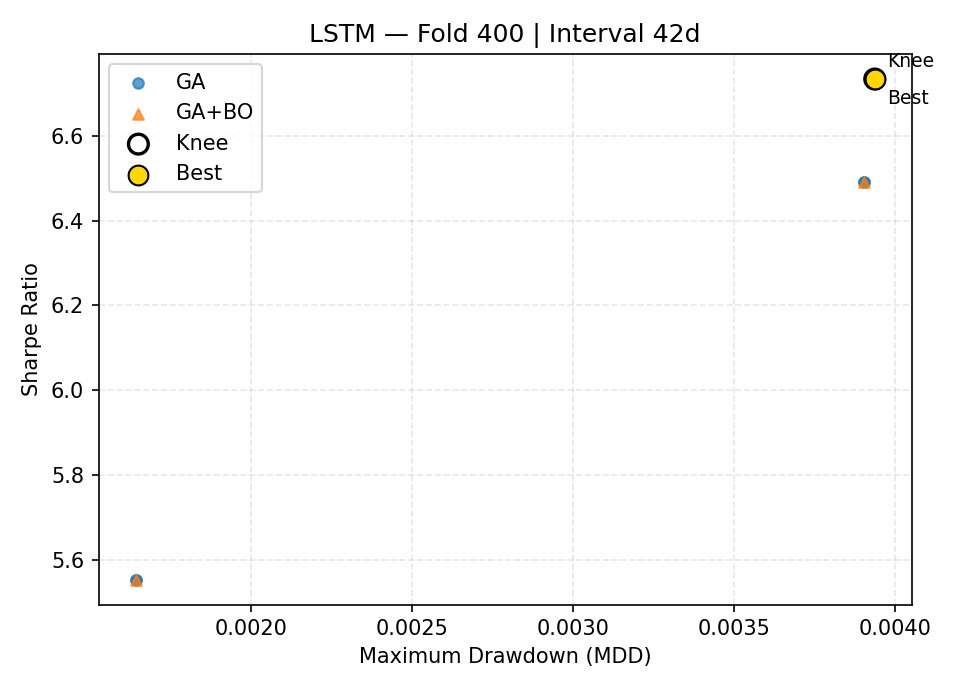 LSTM — Fold 400 | Interval 42d
GA
GA+BO
Knee
Best
Knee
Best
6.6
6.4
6.2
6.0
5.8
5.6
Sharpe Ratio
0.0020 0.0025 0.0030 0.0035 0.0040
Maximum Drawdown (MDD)